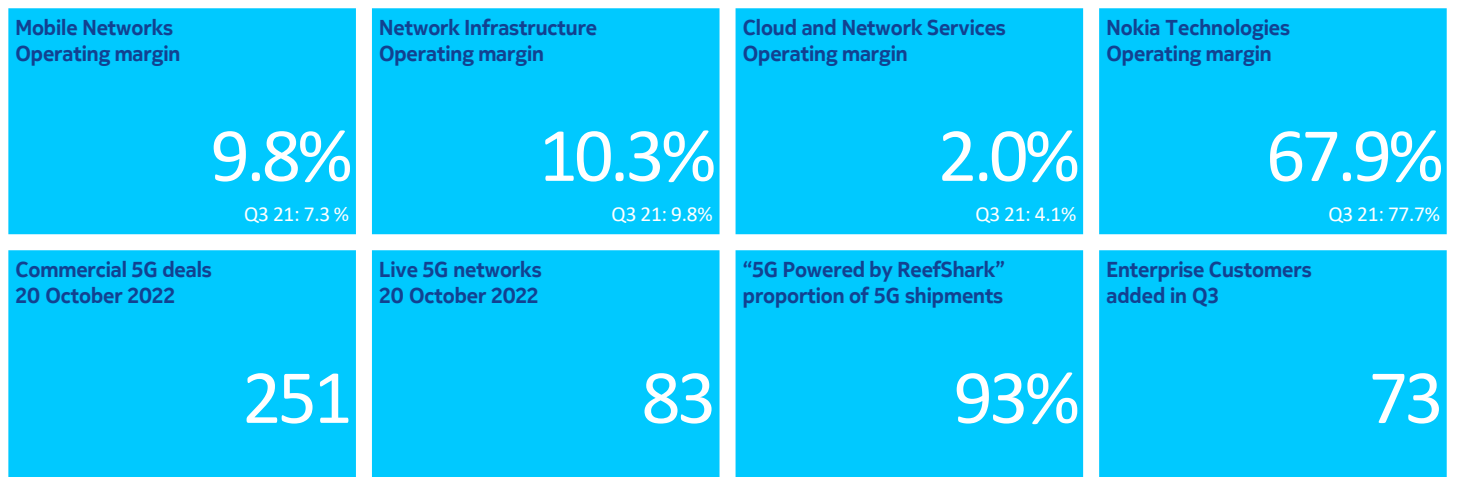 Mobile Networks
Operating margin
9.8%
Q3 21: 7.3 %
Network Infrastructure
Operating margin
10.3%
Q3 21: 9.8%
Cloud and Network Services
Operating margin
2.0%
Q3 21: 4.1%
Nokia Technologies
Operating margin
67.9%
Q3 21: 77.7%
Commercial 5G deals
20 October 2022
251
Live 5G networks
20 October 2022
83
“5G Powered by ReefShark”
proportion of 5G shipments
93%
Enterprise Customers
added in Q3
73